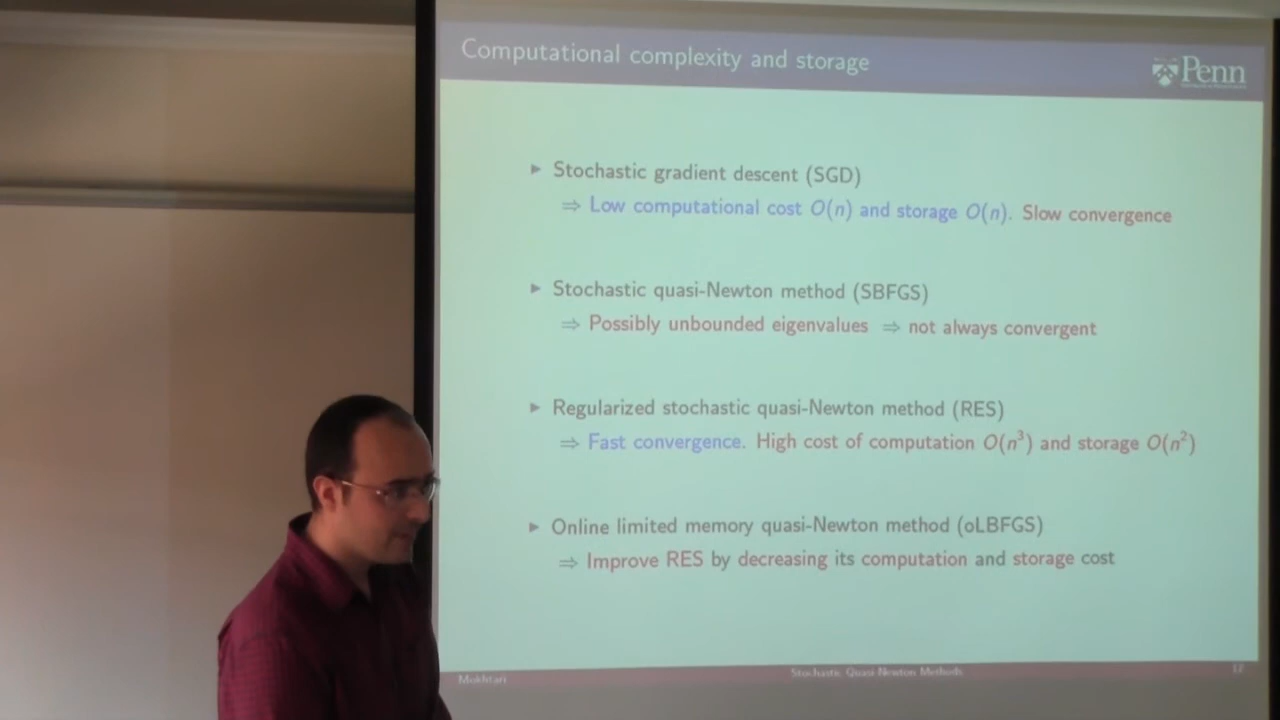 Computational complexity and storage
Penn
▶ Stochastic gradient descent (SGD)
⇒ Low computational cost O(n) and storage O(n). Slow convergence
▶ Stochastic quasi-Newton method (SBFGS)
⇒ Possibly unbounded eigenvalues ⇒ not always convergent
▶ Regularized stochastic quasi-Newton method (RES)
⇒ Fast convergence. High cost of computation O(n³) and storage O(n²)
▶ Online limited memory quasi-Newton method (oLBFGS)
⇒ Improve RES by decreasing its computation and storage cost
Mokhtari
Stochastic Quasi-Newton Methods
12